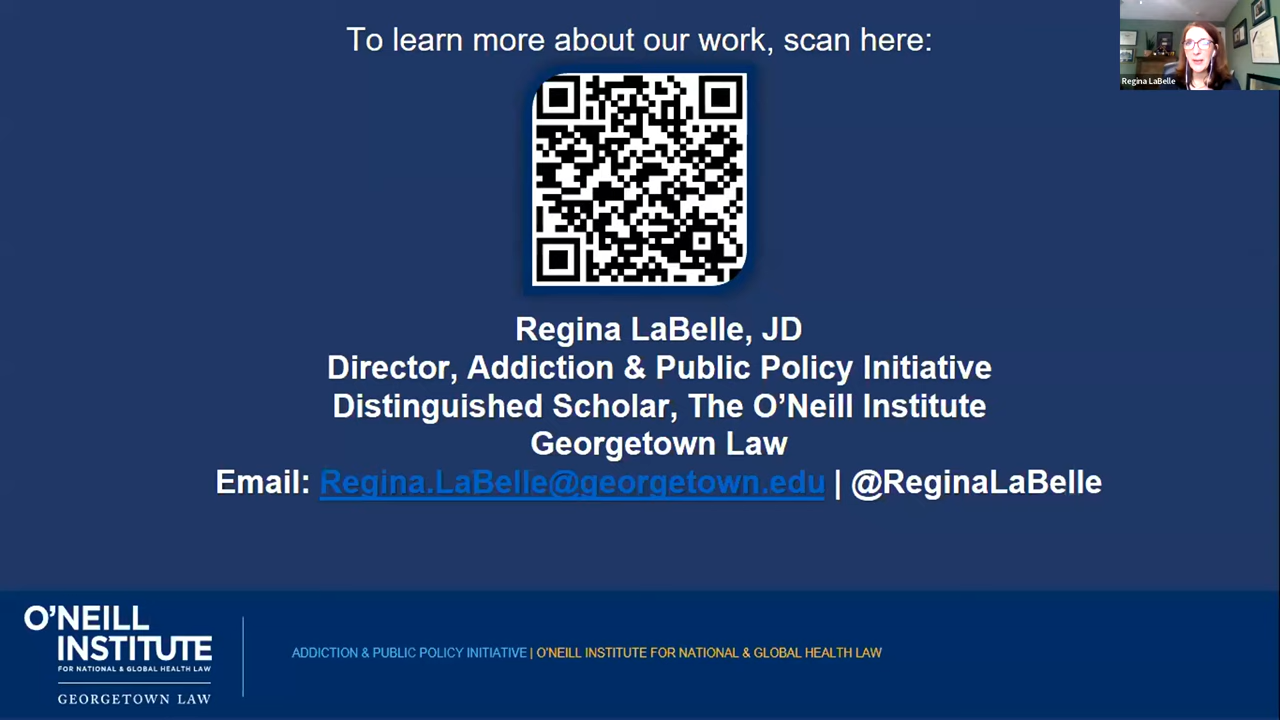 To learn more about our work, scan here:
Regina LaBelle
Regina LaBelle, JD
Director, Addiction & Public Policy Initiative
Distinguished Scholar, The O’Neill Institute
Georgetown Law
Email: Regina.LaBelle@georgetown.edu | @ReginaLaBelle
O’NEILL
INSTITUTE
FOR NATIONAL & GLOBAL HEALTH LAW
GEORGETOWN LAW
ADDICTION & PUBLIC POLICY INITIATIVE | O’NEILL INSTITUTE FOR NATIONAL & GLOBAL HEALTH LAW